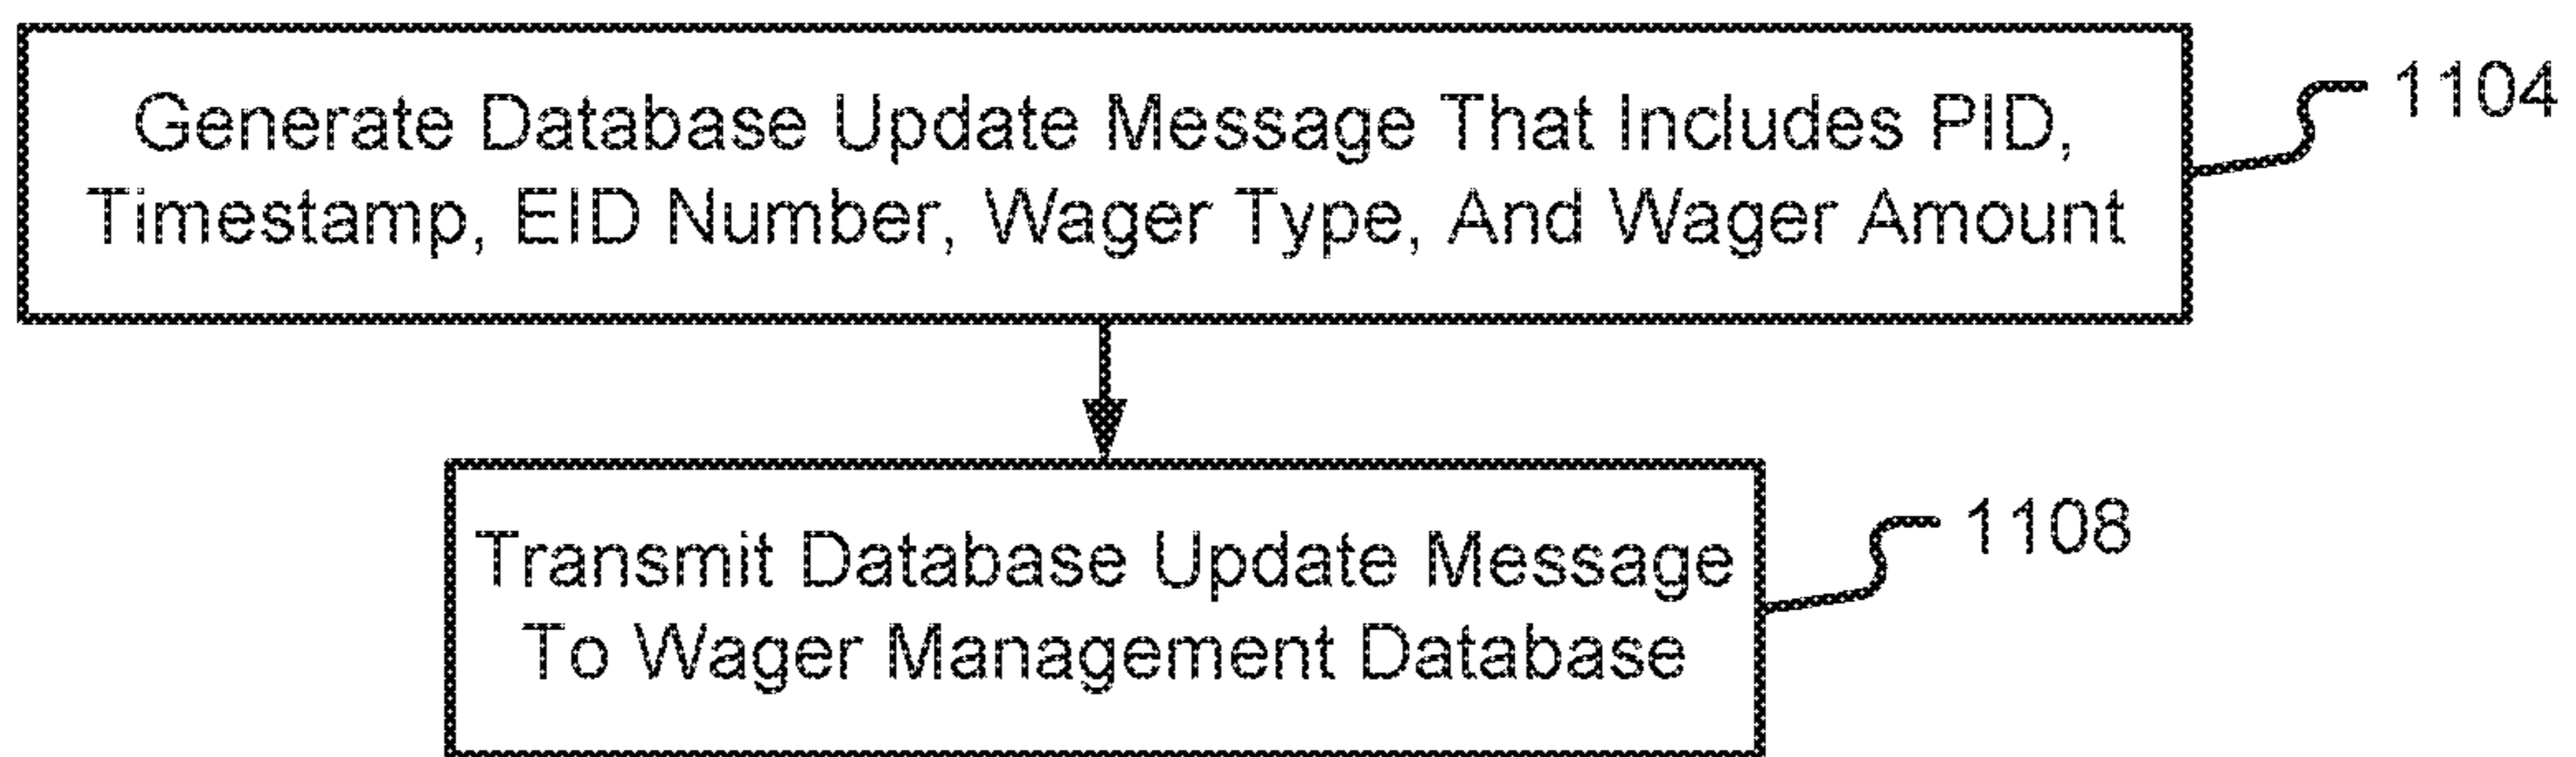 Generate Database Update Message That Includes PID,
Timestamp, EID Number, Wager Type, And Wager Amount
1104
Transmit Database Update Message
To Wager Management Database
1108